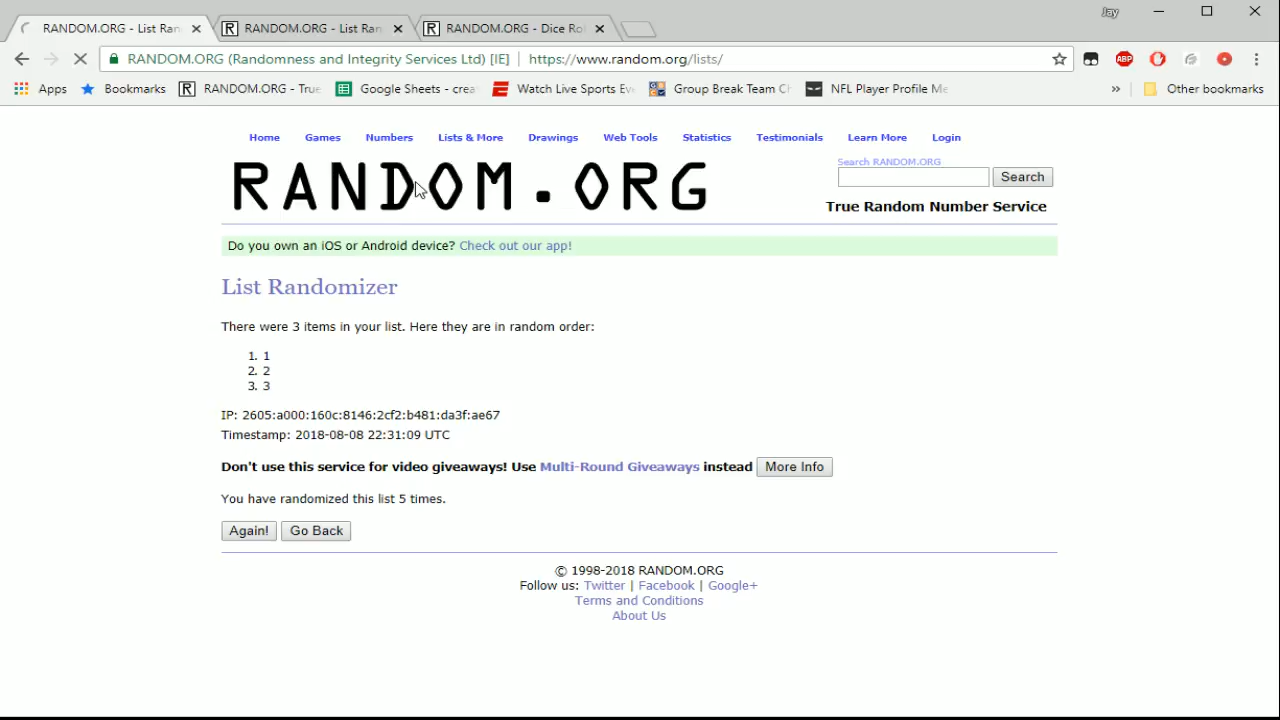 Jay
RANDOM.ORG - List Ran
RANDOM.ORG - List Ran
RANDOM.ORG - Dice Ro
RANDOM.ORG (Randomness and Integrity Services Ltd) [IE] https://www.random.org/lists/
ABP
Apps Bookmarks RANDOM.ORG - True Google Sheets - crea Watch Live Sports Ev Group Break Team C NFL Player Profile Me » Other bookmarks
Home Games Numbers Lists & More Drawings Web Tools Statistics Testimonials Learn More Login
RANDOM.ORG
Search RANDOM.ORG
Search
True Random Number Service
Do you own an iOS or Android device? Check out our app!
List Randomizer
There were 3 items in your list. Here they are in random order:
1. 1
2. 2
3. 3
IP: 2605:a000:160c:8146:2cf2:b481:da3f:ae67
Timestamp: 2018-08-08 22:31:09 UTC
Don't use this service for video giveaways! Use Multi-Round Giveaways instead More Info
You have randomized this list 5 times.
Again! Go Back
© 1998-2018 RANDOM.ORG
Follow us: Twitter | Facebook | Google+
Terms and Conditions
About Us